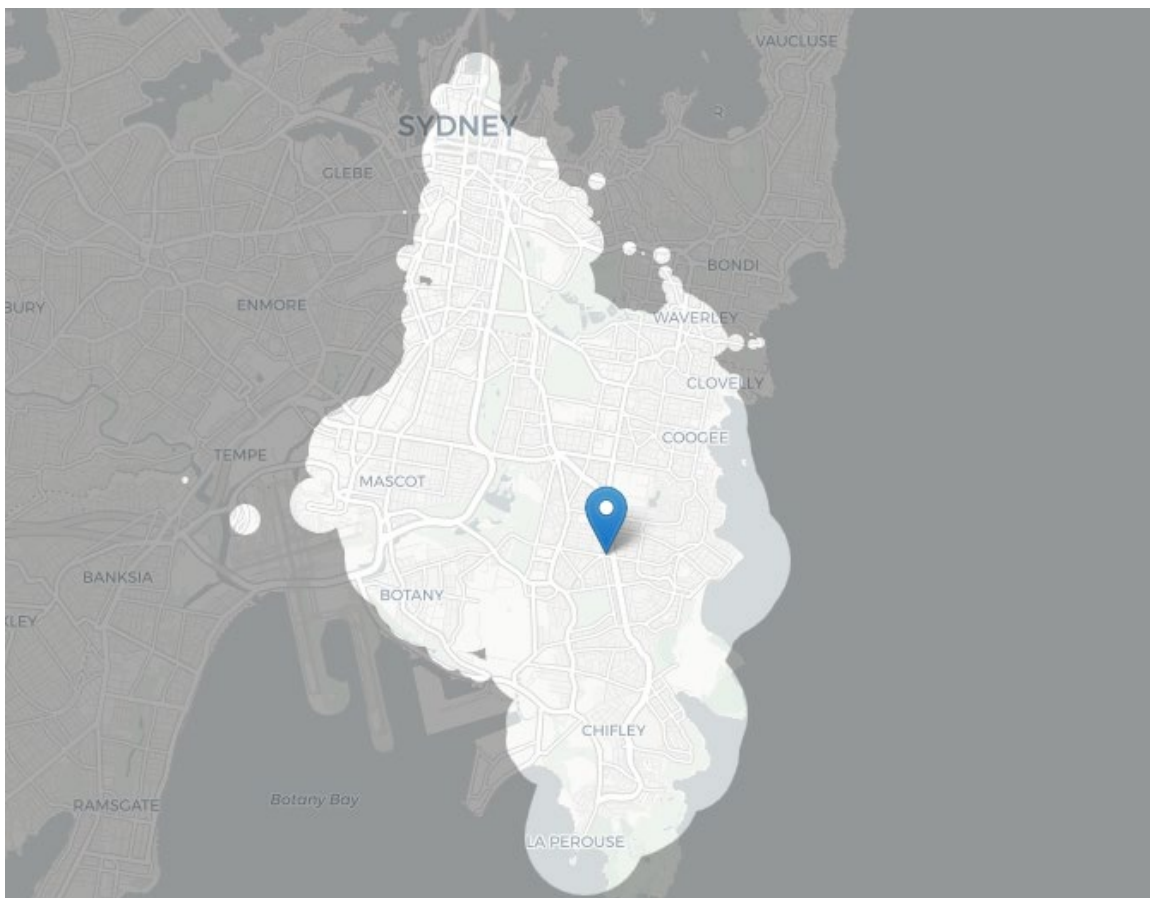 VAUCLUSE
SYDNEY
R
GLEBE
BONDI
BURY
ENMORE
WAVERLEY
CLOVELLY
COOGEE
TEMPE
MASCOT
BANKSIA
BOTANY
KLEY
CHIFLEY
Botany Bay
RAMSGATE
LA PEROUSE